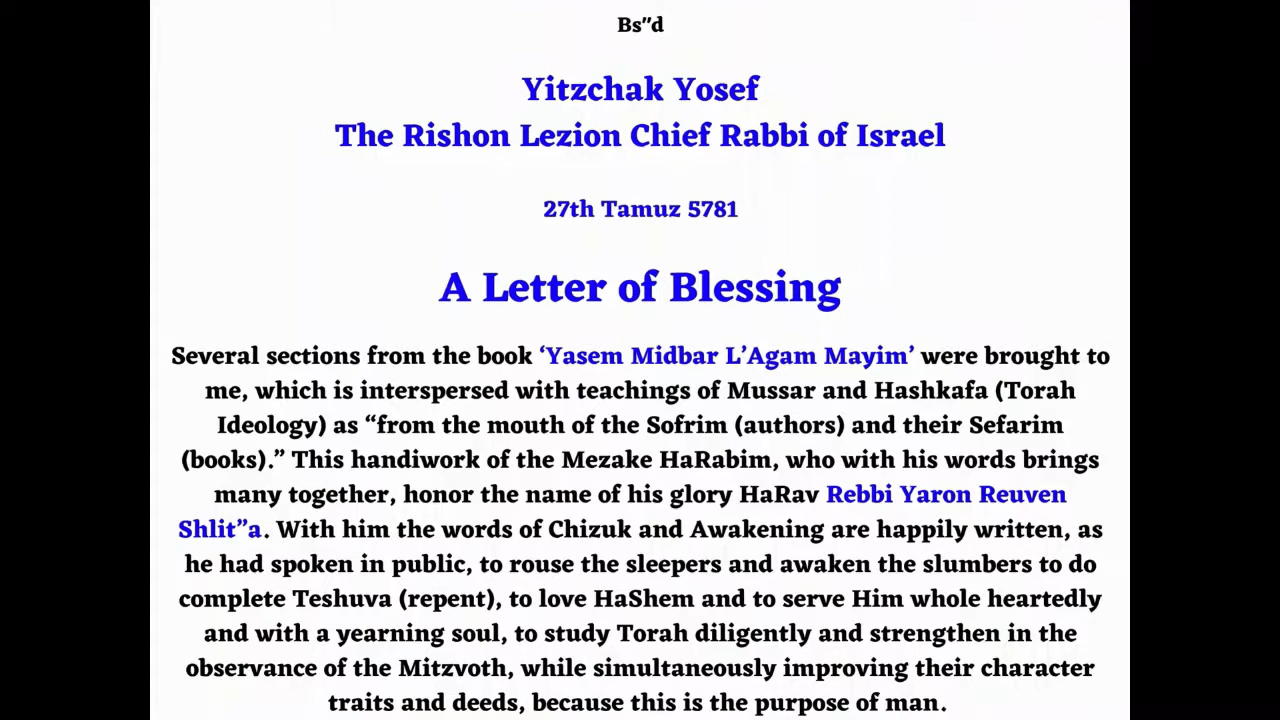 Bs"d
Yitzchak Yosef
The Rishon Lezion Chief Rabbi of Israel
27th Tamuz 5781
A Letter of Blessing
Several sections from the book ‘Yasem Midbar L’Agam Mayim’ were brought to
me, which is interspersed with teachings of Mussar and Hashkafa (Torah
Ideology) as “from the mouth of the Sofrim (authors) and their Sefarim
(books).” This handiwork of the Mezake HaRabim, who with his words brings
many together, honor the name of his glory HaRav Rebbi Yaron Reuven
Shlit”a. With him the words of Chizuk and Awakening are happily written, as
he had spoken in public, to rouse the sleepers and awaken the slumbers to do
complete Teshuva (repent), to love HaShem and to serve Him whole heartedly
and with a yearning soul, to study Torah diligently and strengthen in the
observance of the Mitzvoth, while simultaneously improving their character
traits and deeds, because this is the purpose of man.